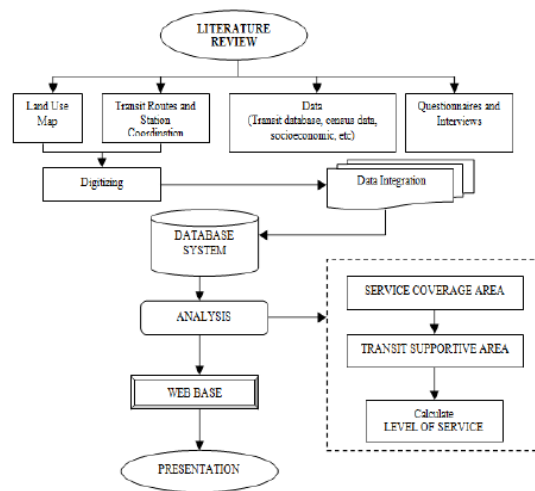 LITERATURE
REVIEW
Land Use
Map
Transit Routes and
Station
Coordination
Data
(Transit database, census data,
socioeconomic, etc)
Questionnaires and
Interviews
Digitizing
Data Integration
DATABASE
SYSTEM
SERVICE COVERAGE AREA
ANALYSIS
TRANSIT SUPPORTIVE AREA
WEB BASE
Calculate
LEVEL OF SERVICE
PRESENTATION